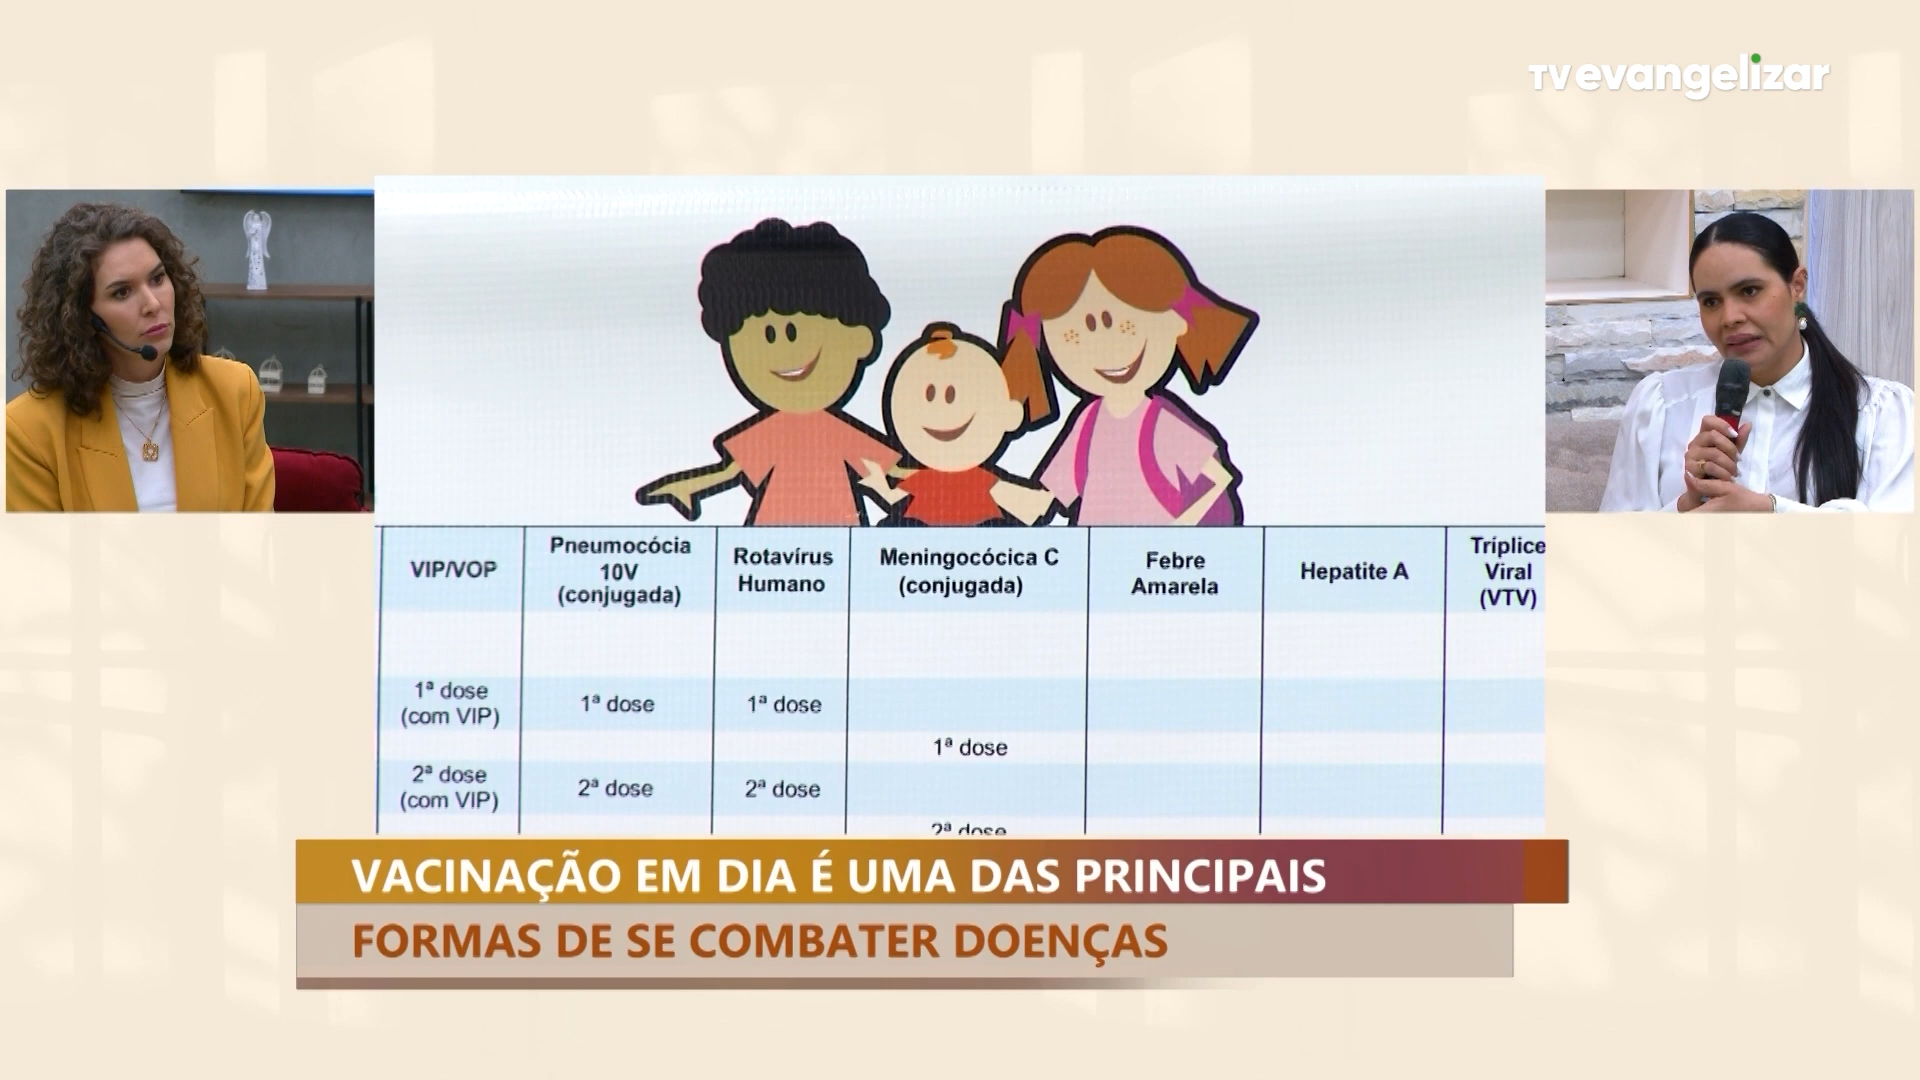 TV evangelizar
VIP/VOP
Pneumocócia
10V
(conjugada)
Rotavírus
Humano
Meningocócica C
(conjugada)
Febre
Amarela
Hepatite A
Tríplice
Viral
(VTV)
1ª dose
(com VIP)
1ª dose
1ª dose
1ª dose
2ª dose
(com VIP)
2ª dose
2ª dose
2ª dose
VACINAÇÃO EM DIA É UMA DAS PRINCIPAIS
FORMAS DE SE COMBATER DOENÇAS